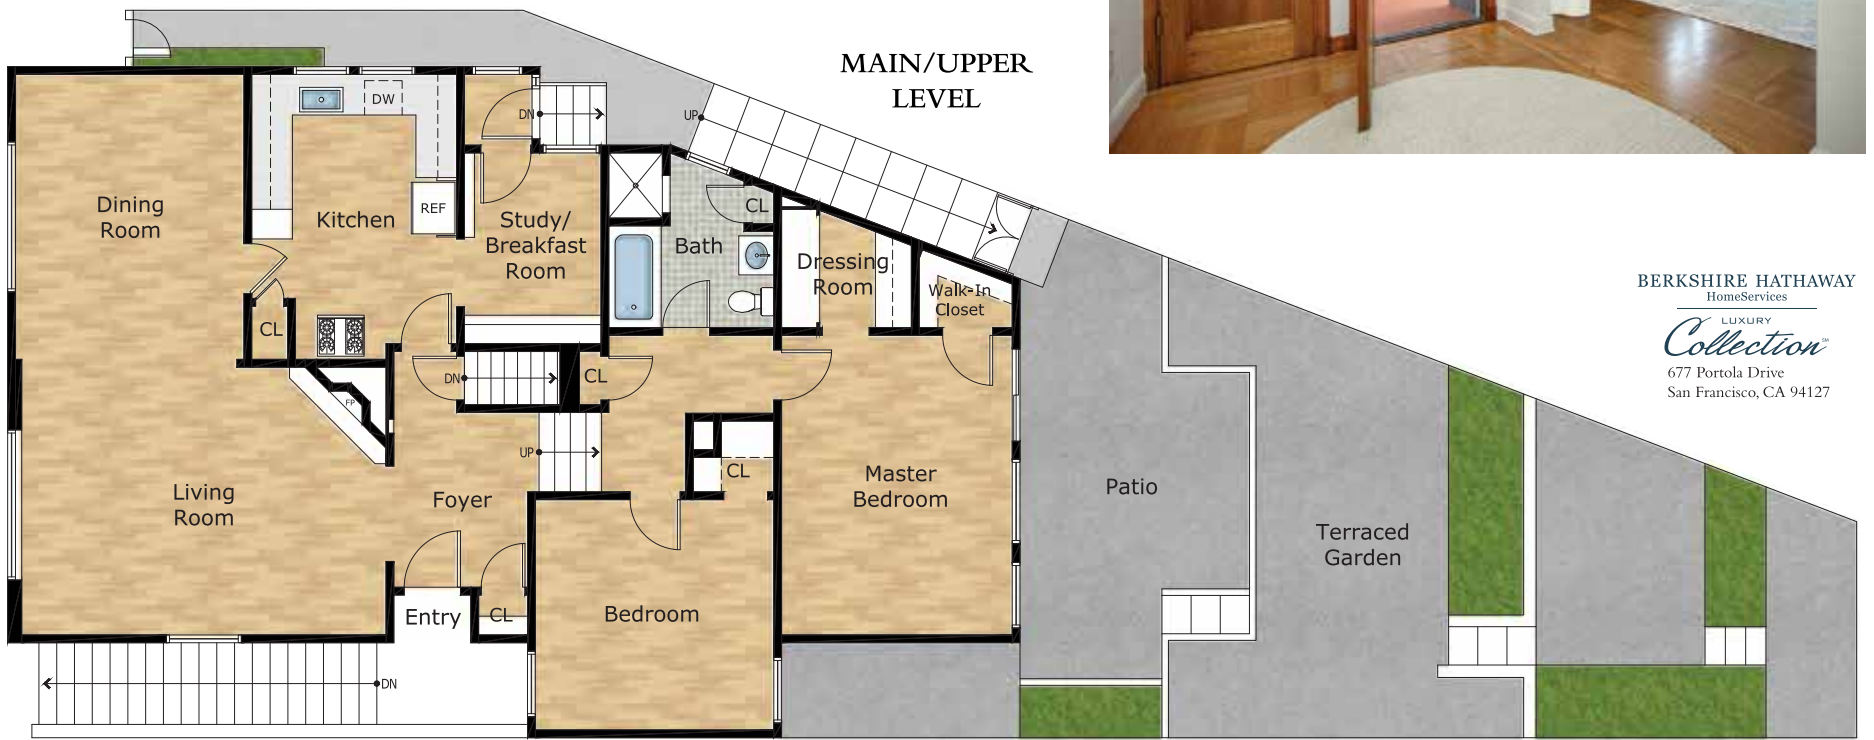 MAIN/UPPER
LEVEL
DW
DN
UP
Dining
Room
Kitchen
REF
Study/
Breakfast
Room
Bath
CL
Dressing
Room
Walk-In
Closet
CL
DN
CL
FP
UP
CL
Living
Room
Foyer
Master
Bedroom
Patio
Terraced
Garden
Entry
CL
Bedroom
DN
BERKSHIRE HATHAWAY
HomeServices
LUXURY
Collection SM
677 Portola Drive
San Francisco, CA 94127